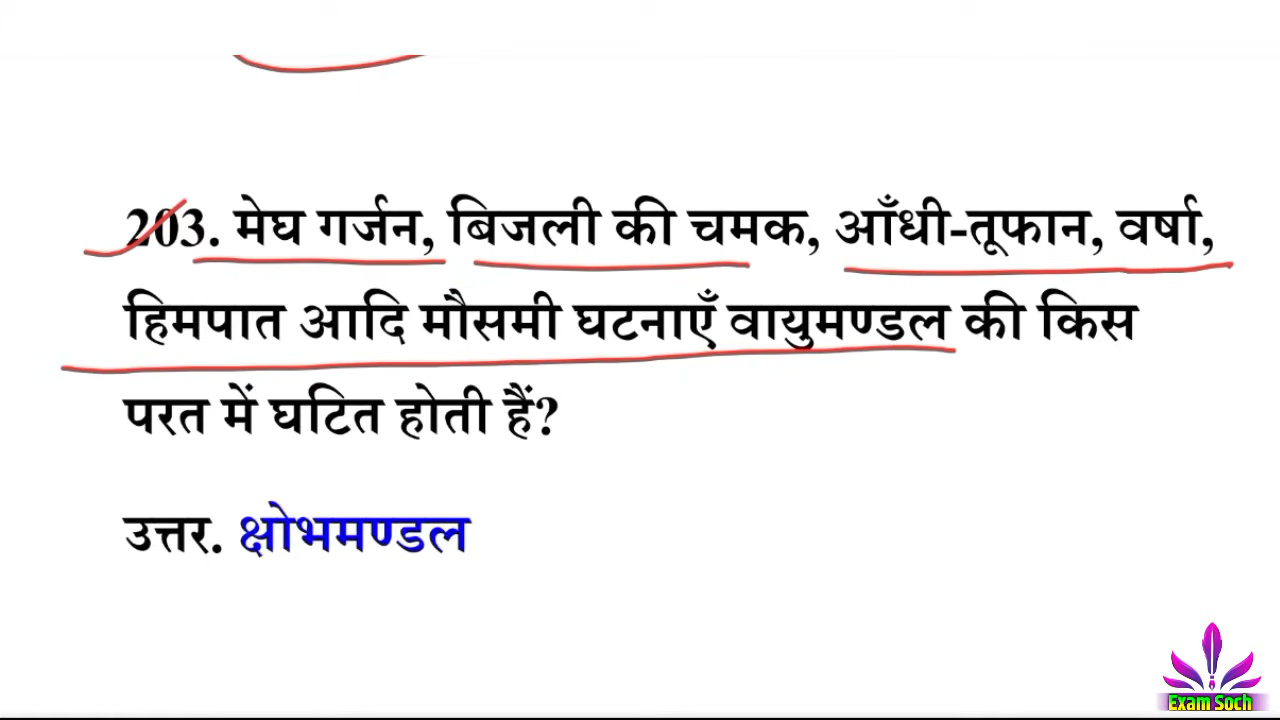 203. मेघ गर्जन, बिजली की चमक, आँधी-तूफान, वर्षा,
हिमपात आदि मौसमी घटनाएँ वायुमण्डल की किस
परत में घटित होती हैं?
उत्तर. क्षोभमण्डल
Exam Soch